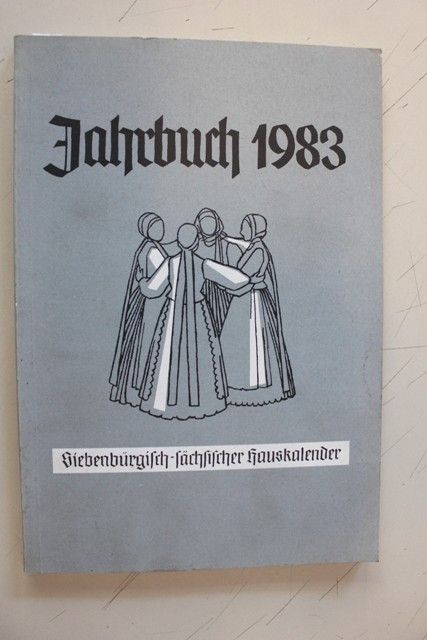 Jahrbuch 1983
Siebenbürgisch-sächsischer Hauskalender